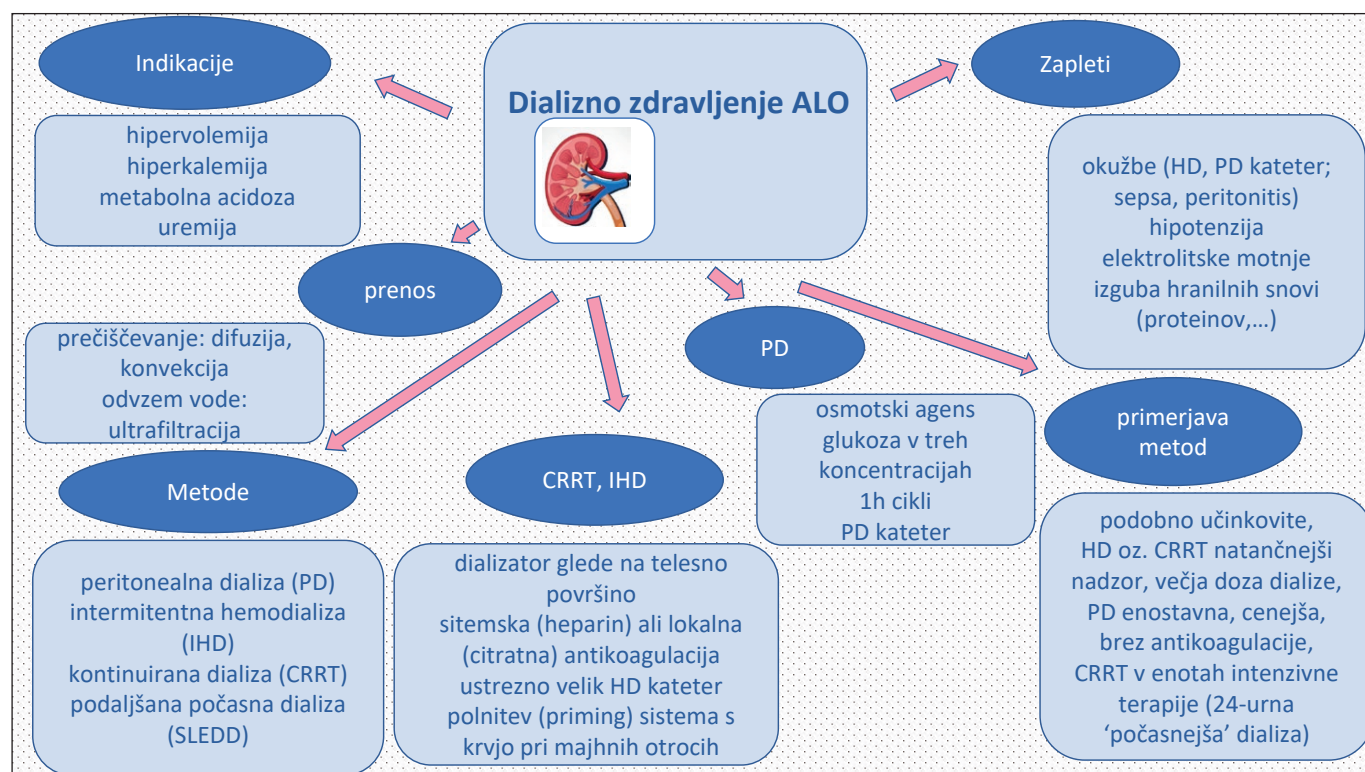 Dializno zdravljenje ALO
Indikacije
hipervolemija
hiperkalemija
metabolna acidoza
uremija
prenos
prečiščevanje: difuzija,
konvekcija
odvzem vode:
ultrafiltracija
Metode
peritonealna dializa (PD)
intermitentna hemodializa
(IHD)
kontinuirana dializa (CRRT)
podaljšana počasna dializa
(SLEDD)
CRRT, IHD
dializator glede na telesno
površino
sitemska (heparin) ali lokalna
(citratna) antikoagulacija
ustrezno velik HD kateter
polnitev (priming) sistema s
krvjo pri majhnih otrocih
PD
osmotski agens
glukoza v treh
koncentracijah
1h cikli
PD kateter
Zapleti
okužbe (HD, PD kateter;
sepsa, peritonitis)
hipotenzija
elektrolitske motnje
izguba hranilnih snovi
(proteinov,…)
primerjava
metod
podobno učinkovite,
HD oz. CRRT natančnejši
nadzor, večja doza dialize,
PD enostavna, cenejša,
brez antikoagulacije,
CRRT v enotah intenzivne
terapije (24-urna
‘počasnejša’ dializa)